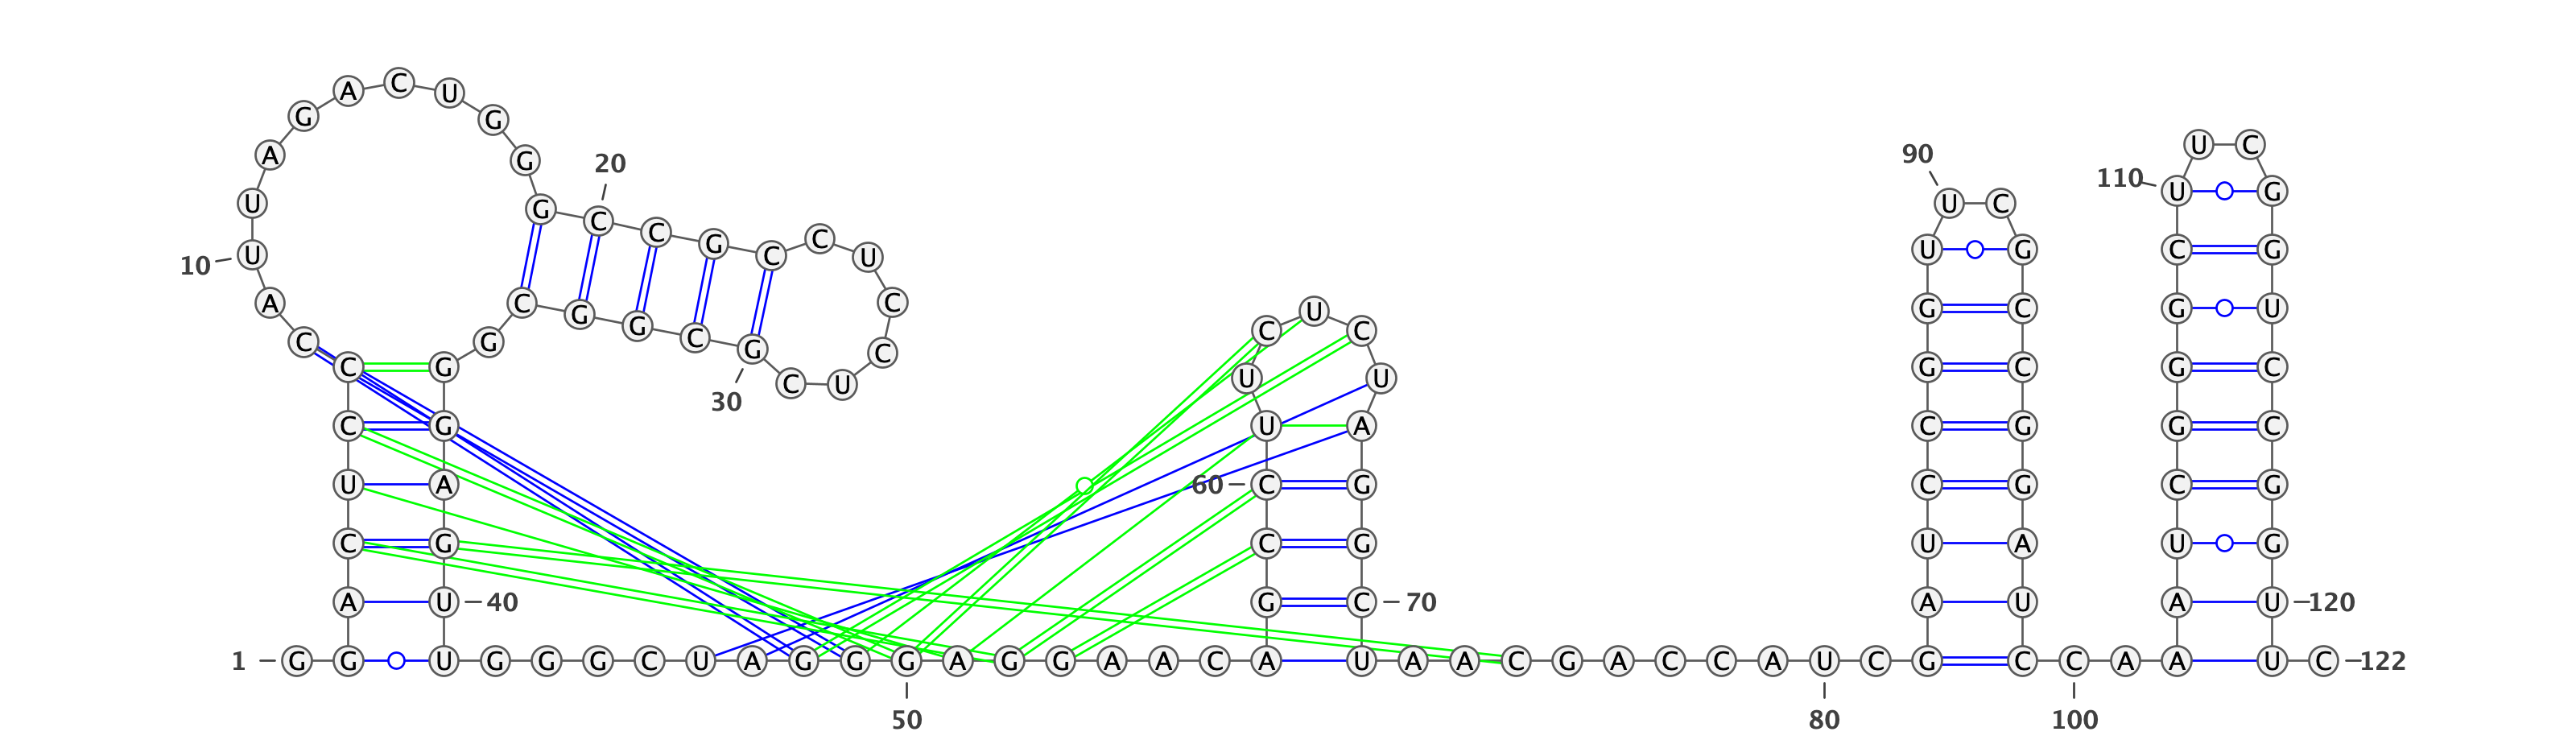 1
G G A C U C C C A
10
U U A G A C U G G G
20
C C G C C U C C U C
30
G C G G C G G G A G
40
U U G G G C U A G G
50
G A G G A A C A G C
60
C U U C U C U A G G
70
C U A A C G A C C A
80
U C G A U C C G G U
90
U C G C C G G A U C
100
C A A A U C G G G C
110
U U C G G U C C G G
120
U U C
122